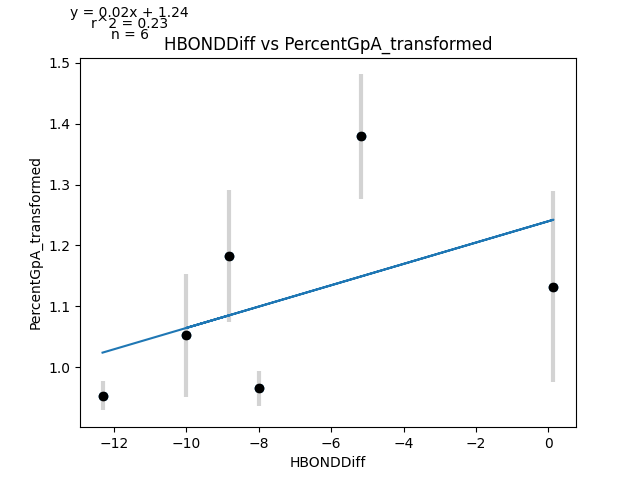 y = 0.02x + 1.24
r^2 = 0.23
n = 6
HBONDDiff vs PercentGpA_transformed
1.5
1.4
1.3
1.2
1.1
1.0
PercentGpA_transformed
−12
−10
−8
−6
−4
−2
0
HBONDDiff